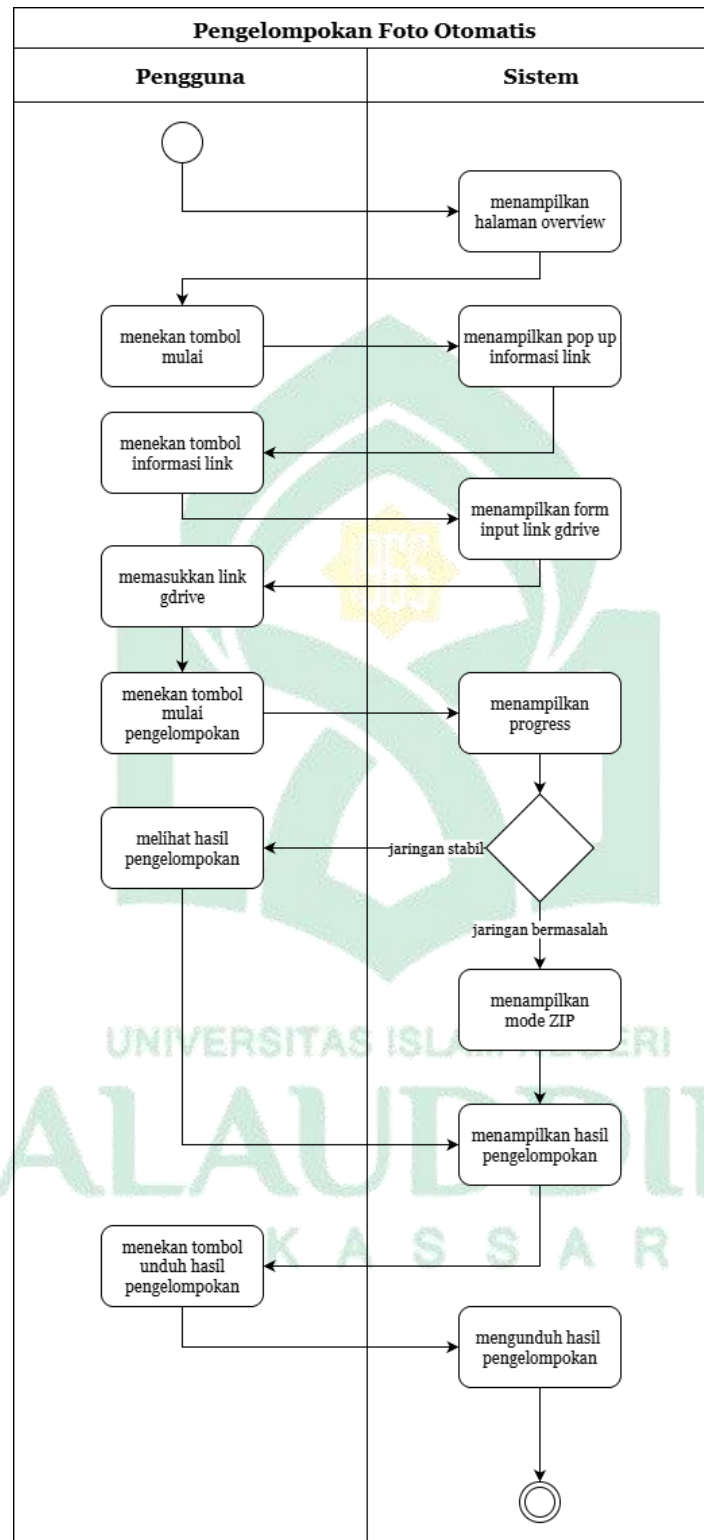 Pengelompokan Foto Otomatis
Pengguna
Sistem
menampilkan
halaman overview
menekan tombol
mulai
menampilkan pop up
informasi link
menekan tombol
informasi link
menampilkan form
input link gdrive
memasukkan link
gdrive
menekan tombol
mulai
pengelompokan
menampilkan
progress
melihat hasil
pengelompokan
jaringan stabil
jaringan bermasalah
menampilkan
mode ZIP
UNIVERSITAS ISLAM NEGERI
menampilkan hasil
pengelompokan
ALAUDDIN
menekan tombol
unduh hasil
pengelompokan
KASSAR
mengunduh hasil
pengelompokan